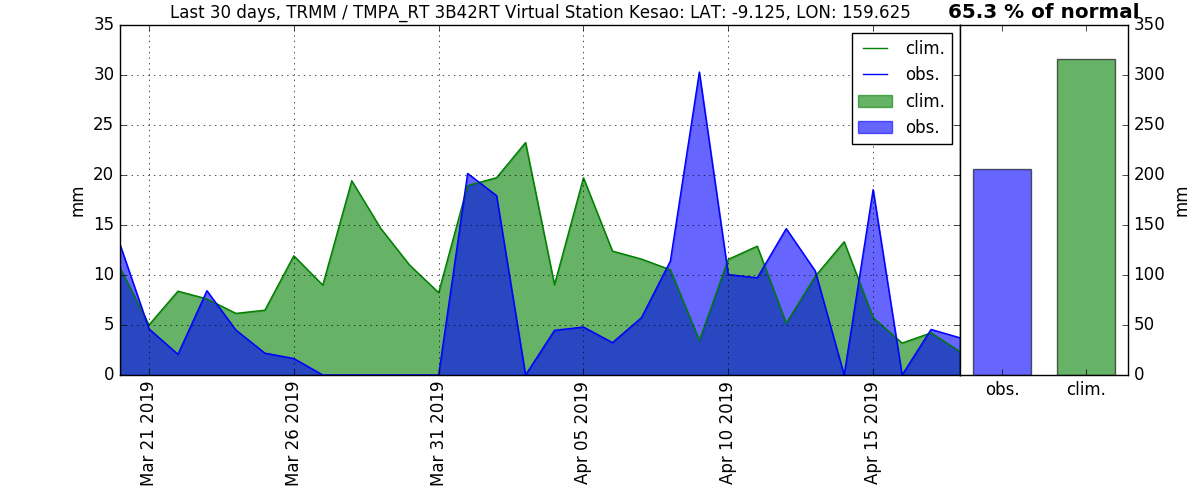 Last 30 days, TRMM / TMPA_RT 3B42RT Virtual Station Kesao: LAT: -9.125, LON: 159.625
65.3 % of normal
35
30
25
20
15
10
5
0
mm
clim.
obs.
clim.
obs.
350
300
250
200
150
100
50
0
mm
Mar 21 2019
Mar 26 2019
Mar 31 2019
Apr 05 2019
Apr 10 2019
Apr 15 2019
obs.
clim.